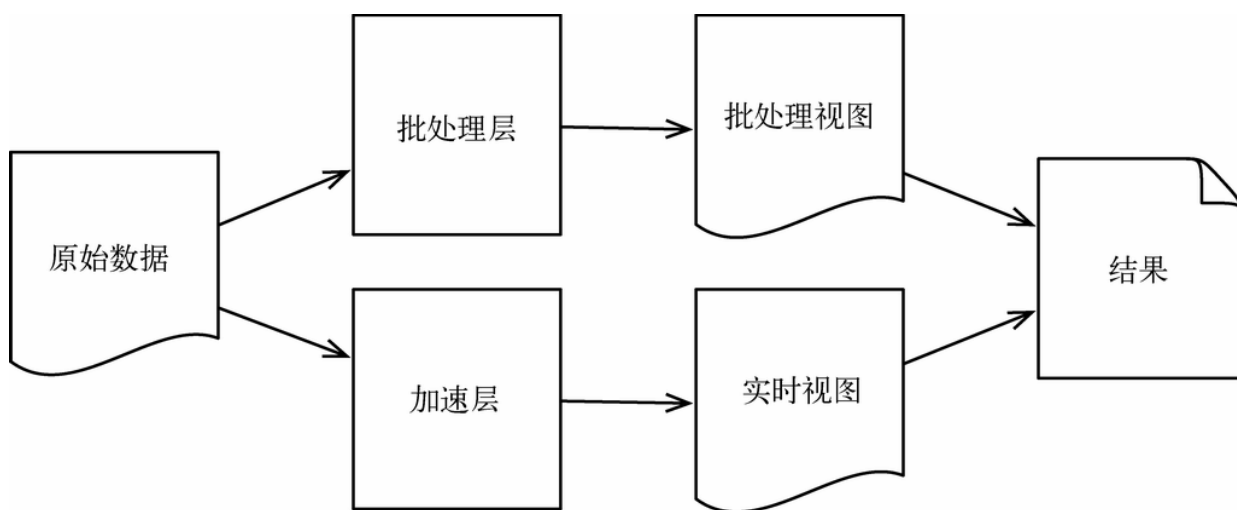 原始数据
批处理层
批处理视图
加速层
实时视图
结果